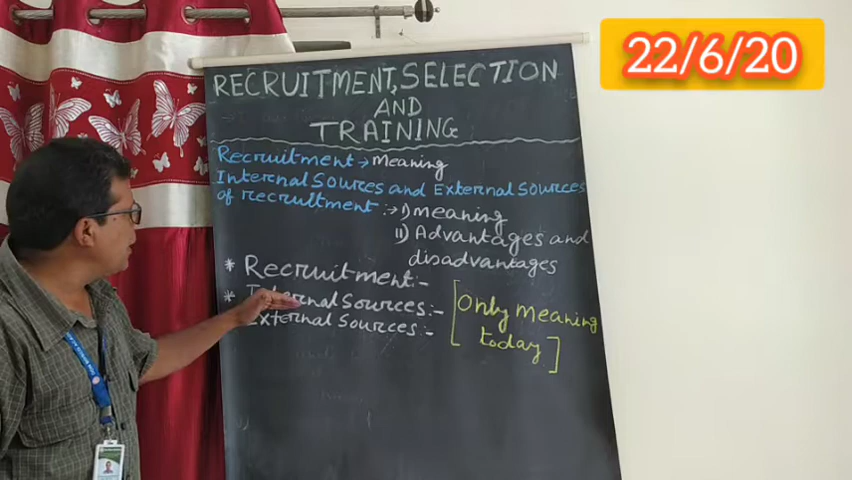 22/6/20
RECRUITMENT, SELECTION
AND
TRAINING
Recruitment → Meaning
Internal Sources and External Sources
of recruitment :→ i) Meaning
ii) Advantages and
disadvantages
* Recruitment :-
* Internal Sources :-
External Sources :-
[Only Meaning
today]